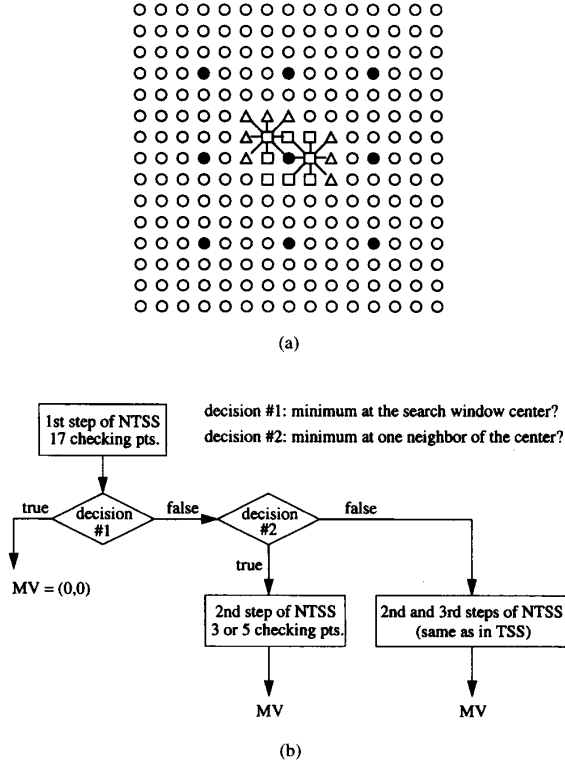 (a)
1st step of NTSS
17 checking pts.
decision #1: minimum at the search window center?
decision #2: minimum at one neighbor of the center?
true
decision
#1
false
decision
#2
false
true
MV = (0,0)
2nd step of NTSS
3 or 5 checking pts.
2nd and 3rd steps of NTSS
(same as in TSS)
MV
MV
(b)